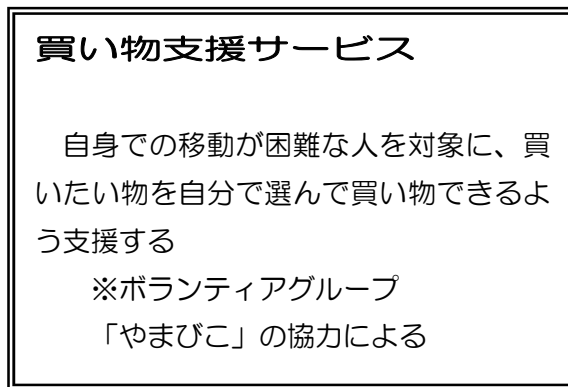 買い物支援サービス
自身での移動が困難な人を対象に、買
いたい物を自分で選んで買い物できるよ
う支援する
※ボランティアグループ
「やまびこ」の協力による